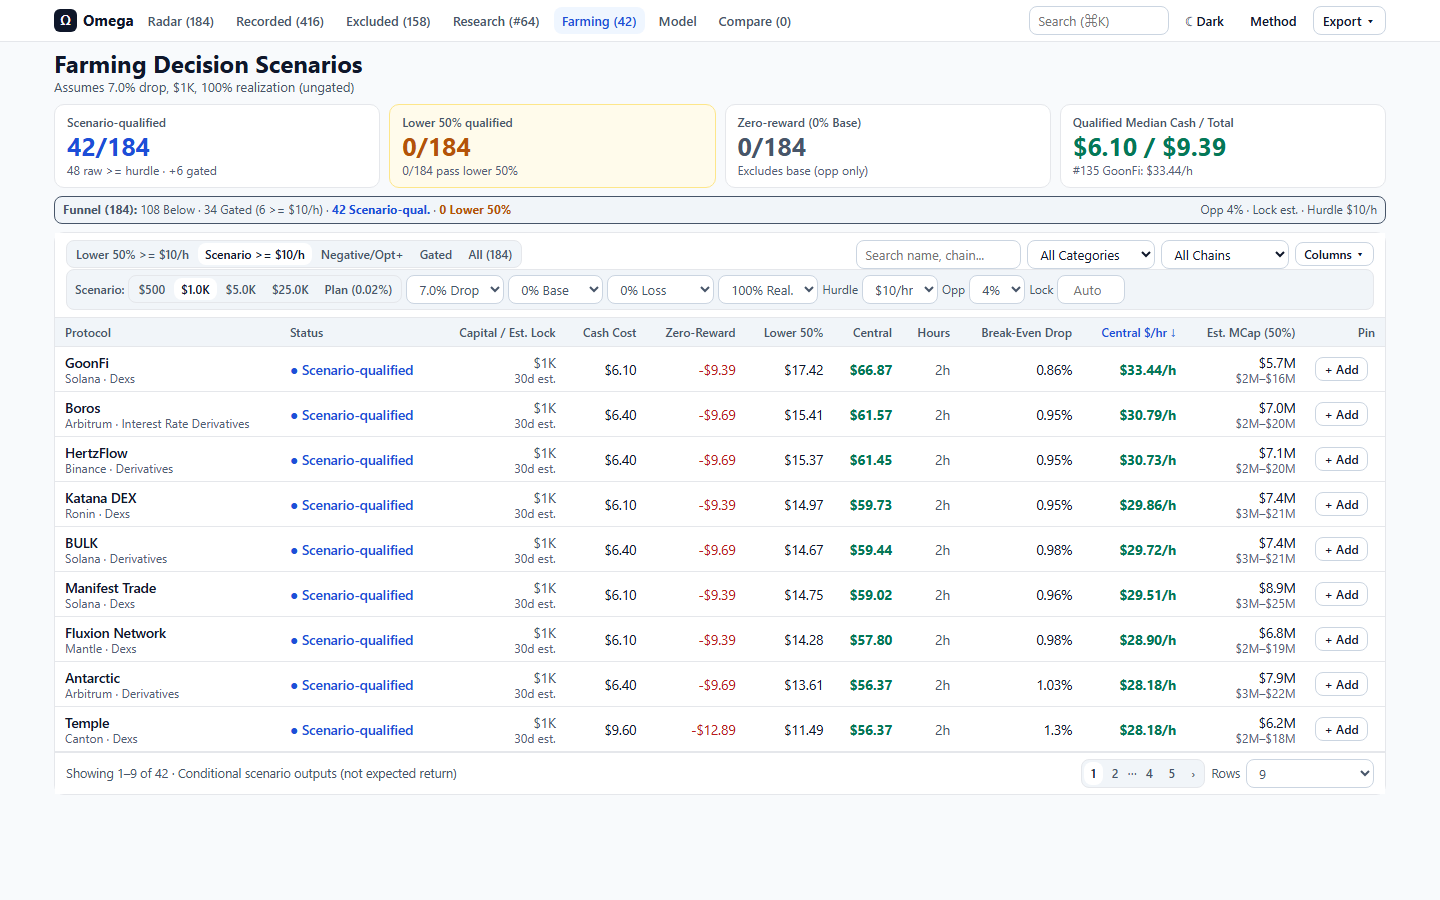 Ω Omega Radar (184) Recorded (416) Excluded (158) Research (#64) Farming (42) Model Compare (0) Search (⌘K) ☾ Dark Method Export ▾
Farming Decision Scenarios
Assumes 7.0% drop, $1K, 100% realization (ungated)
Scenario-qualified
42/184
48 raw >= hurdle · +6 gated
Lower 50% qualified
0/184
0/184 pass lower 50%
Zero-reward (0% Base)
0/184
Excludes base (opp only)
Qualified Median Cash / Total
$6.10 / $9.39
#135 GoonFi: $33.44/h
Funnel (184): 108 Below · 34 Gated (6 >= $10/h) · 42 Scenario-qual. · 0 Lower 50% Opp 4% · Lock est. · Hurdle $10/h
Lower 50% >= $10/h Scenario >= $10/h Negative/Opt+ Gated All (184) Search name, chain... All Categories All Chains Columns ▾
Scenario: $500 $1.0K $5.0K $25.0K Plan (0.02%) 7.0% Drop 0% Base 0% Loss 100% Real. Hurdle $10/hr Opp 4% Lock Auto
Protocol Status Capital / Est. Lock Cash Cost Zero-Reward Lower 50% Central Hours Break-Even Drop Central $/hr ↓ Est. MCap (50%) Pin
GoonFi ● Scenario-qualified $1K $6.10 -$9.39 $17.42 $66.87 2h 0.86% $33.44/h $5.7M + Add
Solana · Dexs 30d est. $2M–$16M
Boros ● Scenario-qualified $1K $6.40 -$9.69 $15.41 $61.57 2h 0.95% $30.79/h $7.0M + Add
Arbitrum · Interest Rate Derivatives 30d est. $2M–$20M
HertzFlow ● Scenario-qualified $1K $6.40 -$9.69 $15.37 $61.45 2h 0.95% $30.73/h $7.1M + Add
Binance · Derivatives 30d est. $2M–$20M
Katana DEX ● Scenario-qualified $1K $6.10 -$9.39 $14.97 $59.73 2h 0.95% $29.86/h $7.4M + Add
Ronin · Dexs 30d est. $3M–$21M
BULK ● Scenario-qualified $1K $6.40 -$9.69 $14.67 $59.44 2h 0.98% $29.72/h $7.4M + Add
Solana · Derivatives 30d est. $3M–$21M
Manifest Trade ● Scenario-qualified $1K $6.10 -$9.39 $14.75 $59.02 2h 0.96% $29.51/h $8.9M + Add
Solana · Dexs 30d est. $3M–$25M
Fluxion Network ● Scenario-qualified $1K $6.10 -$9.39 $14.28 $57.80 2h 0.98% $28.90/h $6.8M + Add
Mantle · Dexs 30d est. $2M–$19M
Antarctic ● Scenario-qualified $1K $6.40 -$9.69 $13.61 $56.37 2h 1.03% $28.18/h $7.9M + Add
Arbitrum · Derivatives 30d est. $3M–$22M
Temple ● Scenario-qualified $1K $9.60 -$12.89 $11.49 $56.37 2h 1.3% $28.18/h $6.2M + Add
Canton · Dexs 30d est. $2M–$18M
Showing 1–9 of 42 · Conditional scenario outputs (not expected return) 1 2 ··· 4 5 › Rows 9